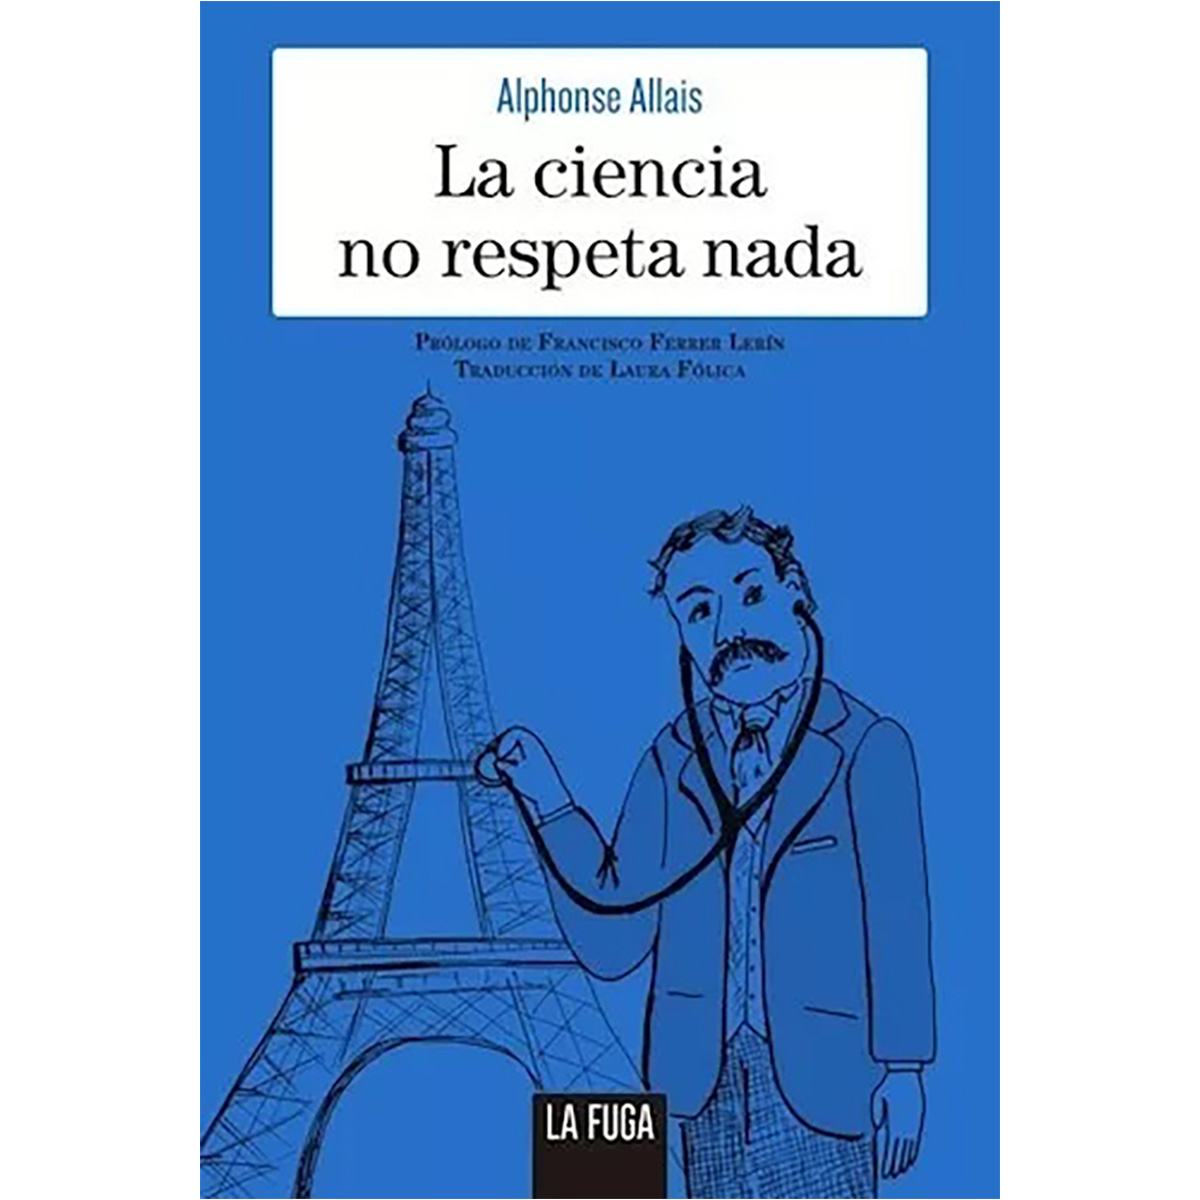 Alphonse Allais
La ciencia
no respeta nada
Prólogo de Francisco Ferrer Lerín
Traducción de Laura Fólica
LA FUGA